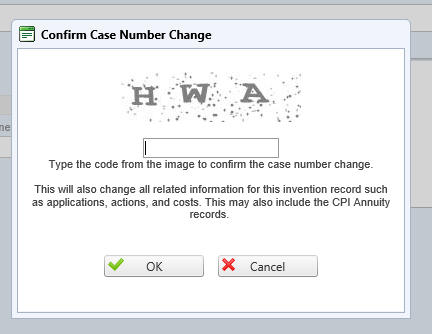 Confirm Case Number Change
H W A
Type the code from the image to confirm the case number change.
This will also change all related information for this invention record such
as applications, actions, and costs. This may also include the CPI Annuity
records.
OK
Cancel
ne